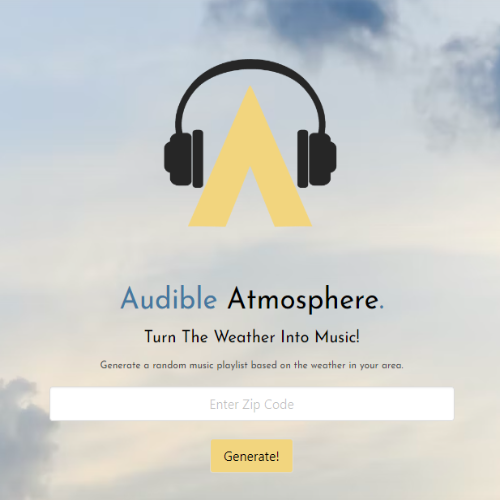 Audible Atmosphere.
Turn The Weather Into Music!
Generate a random music playlist based on the weather in your area.
Enter Zip Code
Generate!